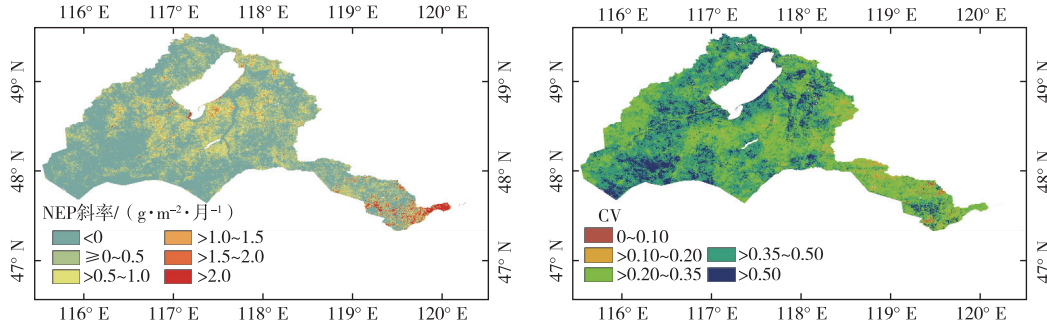 116° E 117° E 118° E 119° E 120° E
49° N
48° N
47° N
49° N
48° N
47° N
NEP斜率/（g·m⁻²·月⁻¹）
<0 >1.0~1.5
≥0~0.5 >1.5~2.0
>0.5~1.0 >2.0
116° E 117° E 118° E 119° E 120° E
116° E 117° E 118° E 119° E 120° E
49° N
48° N
47° N
49° N
48° N
47° N
CV
0~0.10
>0.10~0.20 >0.35~0.50
>0.20~0.35 >0.50
116° E 117° E 118° E 119° E 120° E